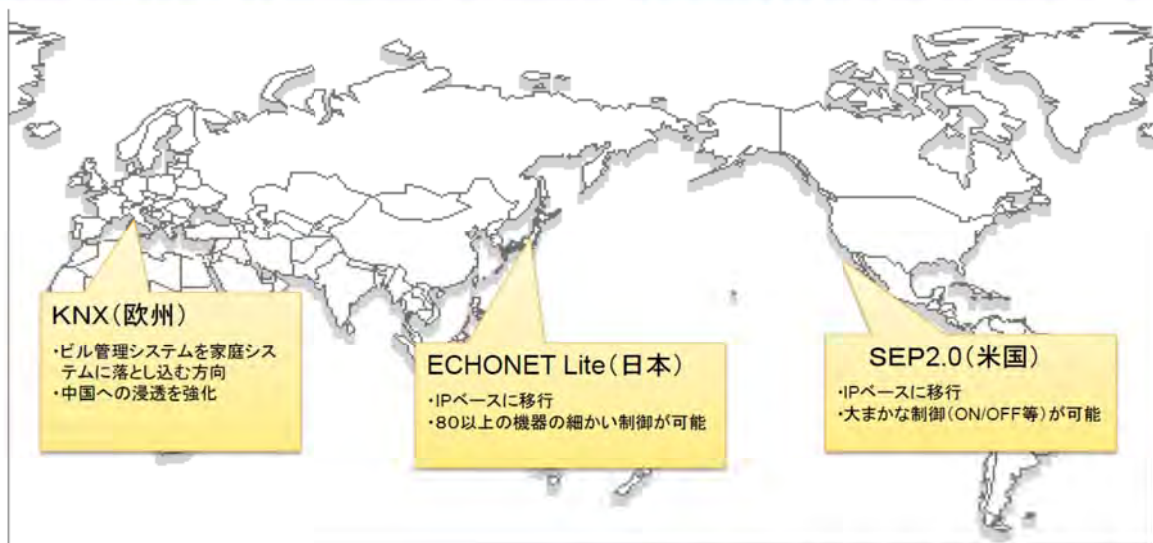 KNX（欧州）
・ビル管理システムを家庭シス
テムに落とし込む方向
・中国への浸透を強化
ECHONET Lite（日本）
・IPベースに移行
・80以上の機器の細かい制御が可能
SEP2.0（米国）
・IPベースに移行
・大まかな制御（ON/OFF等）が可能